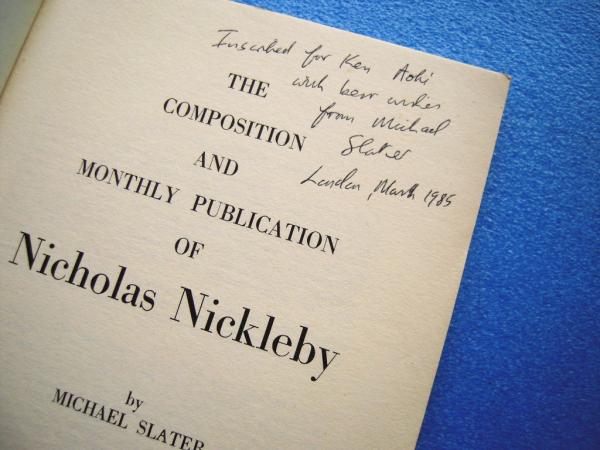 Inscribed for Ken Aoki
with best wishes
from Michael
Slater
London, March 1985
THE
COMPOSITION
AND
MONTHLY PUBLICATION
OF
Nicholas Nickleby
by
MICHAEL SLATER